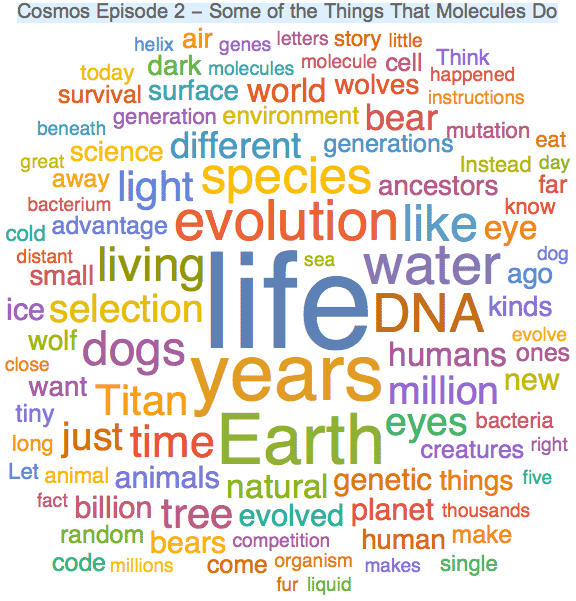 Cosmos Episode 2 – Some of the Things That Molecules Do
helix air genes letters story little
today dark molecules molecule cell Think
survival surface world wolves happened
generation environment bear instructions
beneath science different generations mutation eat
great away light species ancestors Instead day far
bacterium advantage evolution like eye know
cold distant small living life sea water ago dog
ice selection DNA kinds
wolf dogs years humans ones evolve
close want Titan million new
tiny long just time Earth eyes bacteria
Let animal animals natural genetic creatures right
fact billion tree evolved planet things five thousands
random bears competition human make
code millions come organism makes single
fur liquid